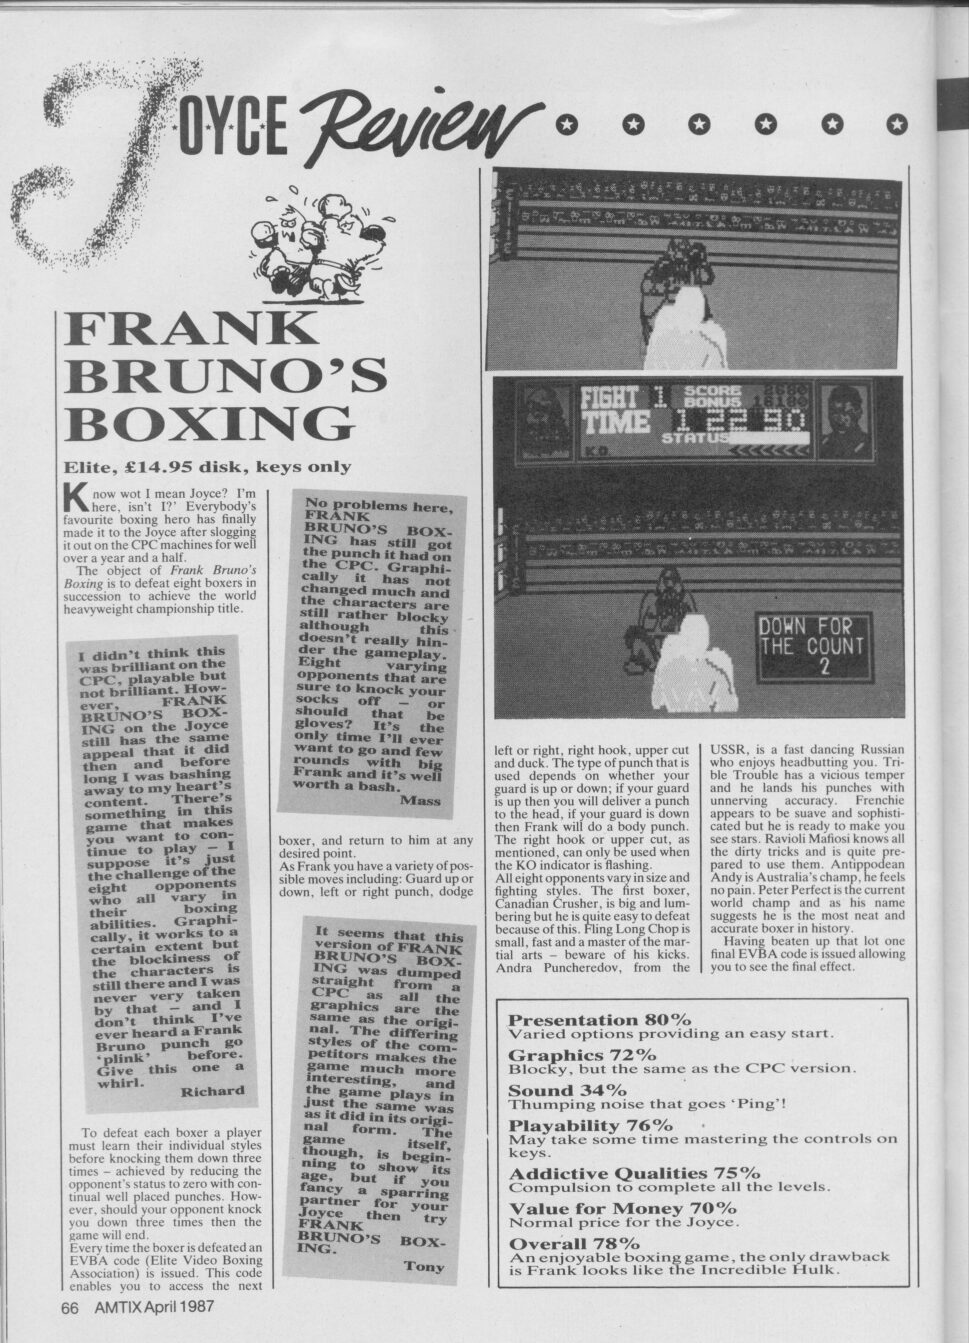 JOYCE Review
FRANK
BRUNO'S
BOXING
Elite, £14.95 disk, keys only
Know wot I mean Joyce? I'm
here, isn't I?' Everybody's
favourite boxing hero has finally
made it to the Joyce after slogging
it out on the CPC machines for well
over a year and a half.
The object of Frank Bruno's
Boxing is to defeat eight boxers in
succession to achieve the world
heavyweight championship title.
I didn't think this
was brilliant on the
CPC, playable but
not brilliant. How-
ever, FRANK
BRUNO'S BOX-
ING on the Joyce
still has the same
appeal that it did
then and before
long I was bashing
away to my heart's
content. There's
something in this
game that makes
you want to con-
tinue to play – I
suppose it's just
the challenge of the
eight opponents
who all vary in
their boxing
abilities. Graphi-
cally, it works to a
certain extent but
the blockiness of
the characters is
still there and I was
never very taken
by that – and I
don't think I've
ever heard a Frank
Bruno punch go
'plink' before.
Give this one a
whirl.
Richard
To defeat each boxer a player
must learn their individual styles
before knocking them down three
times – achieved by reducing the
opponent's status to zero with con-
tinual well placed punches. How-
ever, should your opponent knock
you down three times then the
game will end.
Every time the boxer is defeated an
EVBA code (Elite Video Boxing
Association) is issued. This code
enables you to access the next
No problems here,
FRANK
BRUNO'S BOX-
ING has still got
the punch it had on
the CPC. Graphi-
cally it has not
changed much and
the characters are
still rather blocky
although this
doesn't really hin-
der the gameplay.
Eight varying
opponents that are
sure to knock your
socks off – or
should that be
gloves? It's the
only time I'll ever
want to go and few
rounds with big
Frank and it's well
worth a bash.
Mass
boxer, and return to him at any
desired point.
As Frank you have a variety of pos-
sible moves including: Guard up or
down, left or right punch, dodge
It seems that this
version of FRANK
BRUNO'S BOX-
ING was dumped
straight from a
CPC as all the
graphics are the
same as the origi-
nal. The differing
styles of the com-
petitors makes the
game much more
interesting, and
the game plays in
just the same was
as it did in its origi-
nal form. The
game itself,
though, is begin-
ning to show its
age, but if you
fancy a sparring
partner for your
Joyce then try
FRANK
BRUNO'S BOX-
ING.
Tony
FIGHT 1 SCORE
BONUS
TIME 1 22 90
STATUS
KO
DOWN FOR
THE COUNT
2
left or right, right hook, upper cut
and duck. The type of punch that is
used depends on whether your
guard is up or down; if your guard
is up then you will deliver a punch
to the head, if your guard is down
then Frank will do a body punch.
The right hook or upper cut, as
mentioned, can only be used when
the KO indicator is flashing.
All eight opponents vary in size and
fighting styles. The first boxer,
Canadian Crusher, is big and lum-
bering but he is quite easy to defeat
because of this. Fling Long Chop is
small, fast and a master of the mar-
tial arts – beware of his kicks.
Andra Puncheredov, from the
USSR, is a fast dancing Russian
who enjoys headbutting you. Tri-
ble Trouble has a vicious temper
and he lands his punches with
unnerving accuracy. Frenchie
appears to be suave and sophisti-
cated but he is ready to make you
see stars. Ravioli Mafiosi knows all
the dirty tricks and is quite pre-
pared to use them. Antippodean
Andy is Australia's champ, he feels
no pain. Peter Perfect is the current
world champ and as his name
suggests he is the most neat and
accurate boxer in history.
Having beaten up that lot one
final EVBA code is issued allowing
you to see the final effect.
Presentation 80%
Varied options providing an easy start.
Graphics 72%
Blocky, but the same as the CPC version.
Sound 34%
Thumping noise that goes 'Ping'!
Playability 76%
May take some time mastering the controls on
keys.
Addictive Qualities 75%
Compulsion to complete all the levels.
Value for Money 70%
Normal price for the Joyce.
Overall 78%
An enjoyable boxing game, the only drawback
is Frank looks like the Incredible Hulk.
66 AMTIX April 1987